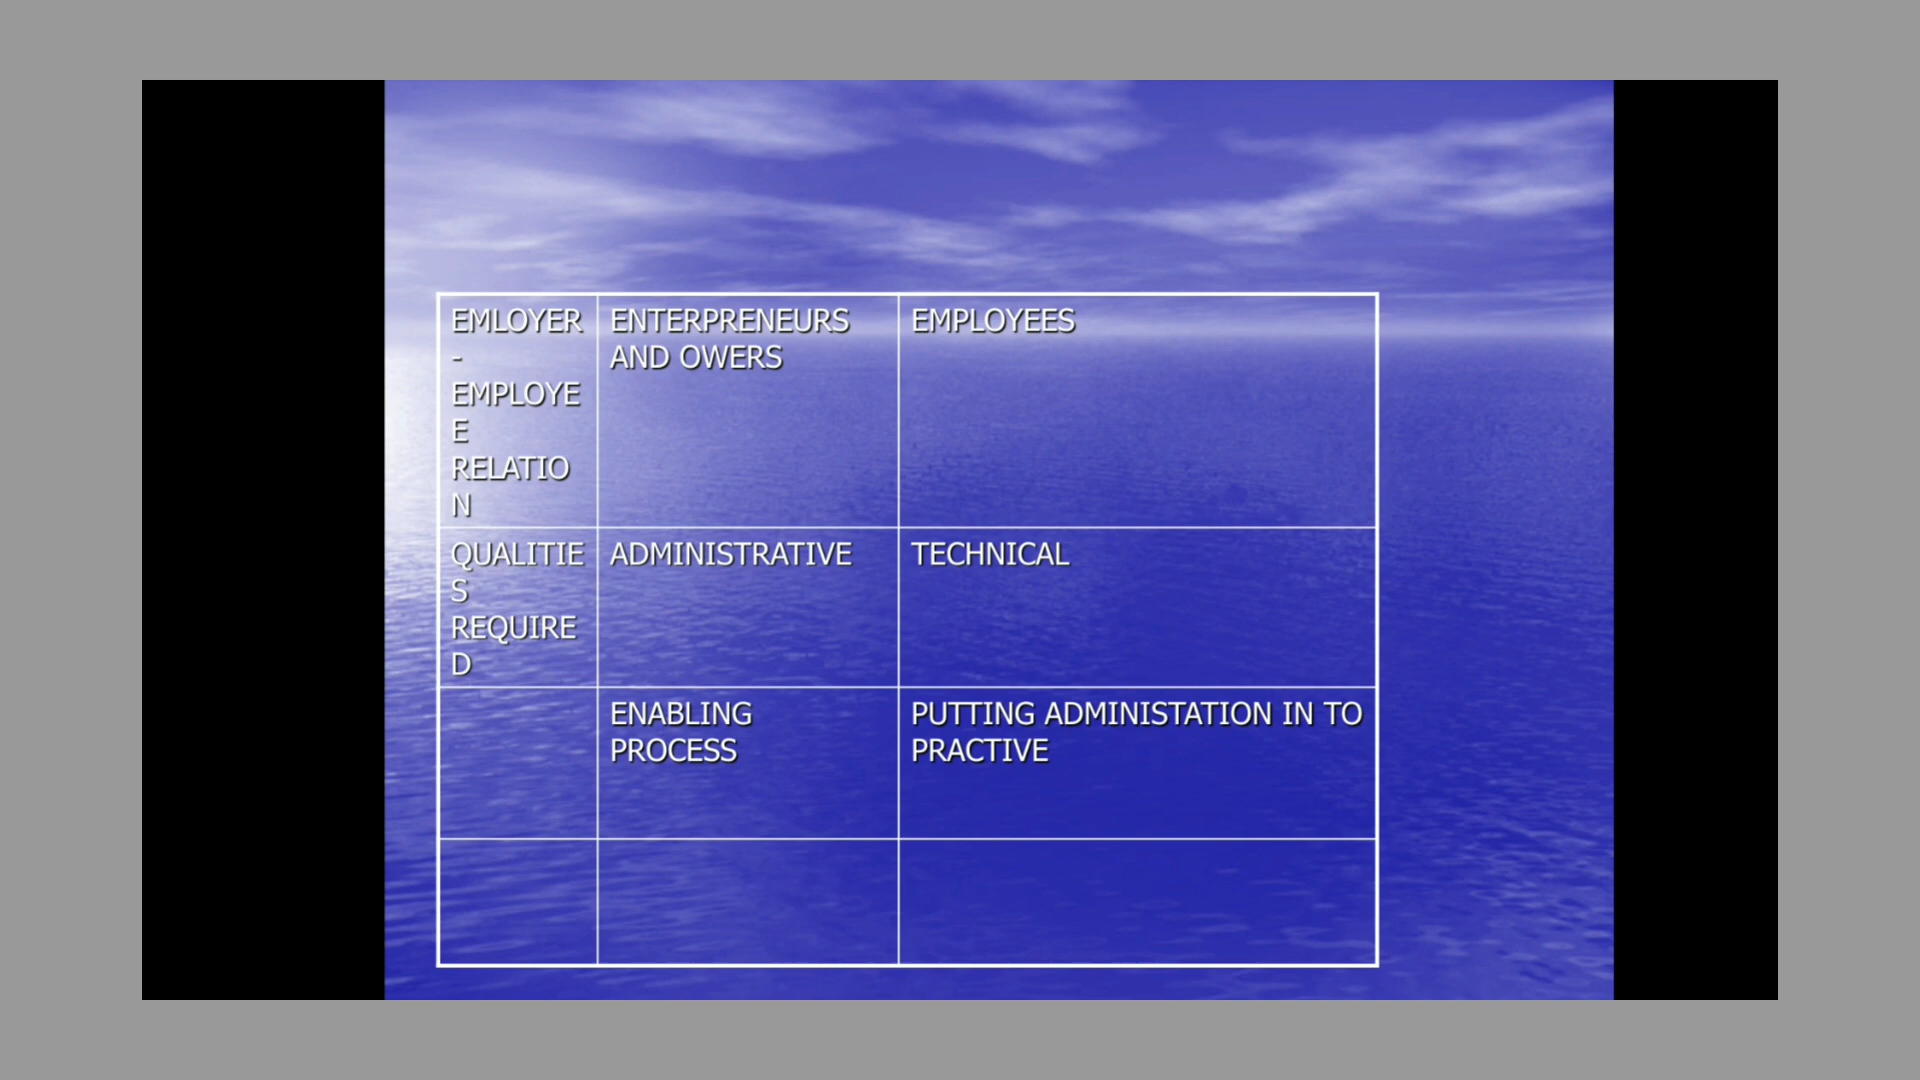 EMLOYER
-
EMPLOYE
E
RELATIO
N
ENTERPRENEURS
AND OWERS
EMPLOYEES
QUALITIE
S
REQUIRE
D
ADMINISTRATIVE
TECHNICAL
ENABLING
PROCESS
PUTTING ADMINISTATION IN TO
PRACTIVE